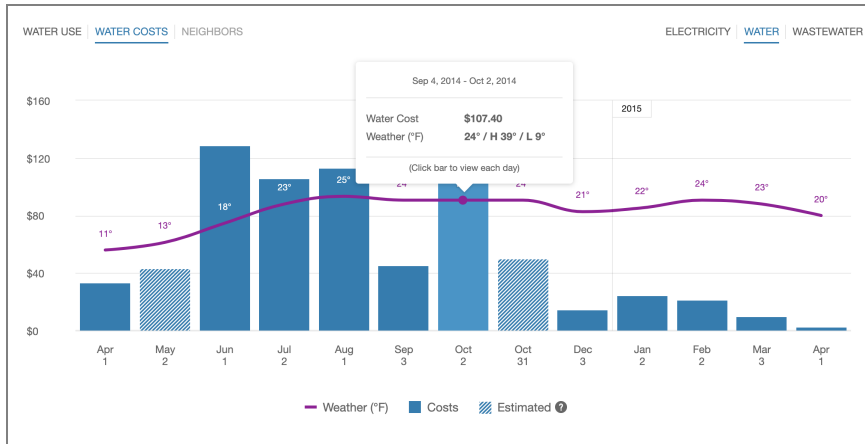 WATER USE WATER COSTS NEIGHBORS ELECTRICITY WATER WASTEWATER
Sep 4, 2014 - Oct 2, 2014
Water Cost $107.40
Weather (°F) 24° / H 39° / L 9°
(Click bar to view each day)
2015
$160
$120
$80
$40
$0
11° 13° 18° 23° 25° 24° 24° 21° 22° 24° 23° 20°
Apr May Jun Jul Aug Sep Oct Oct Dec Jan Feb Mar Apr
1 2 1 2 1 3 2 31 3 2 2 3 1
Weather (°F) Costs Estimated ?